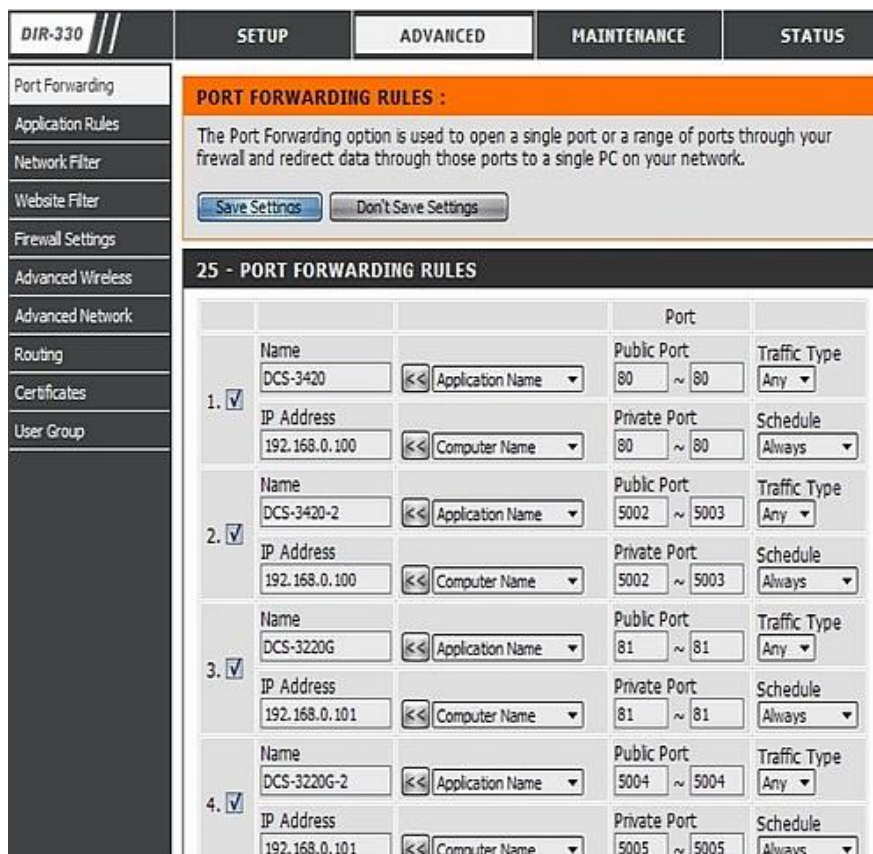 DIR-330
SETUP
ADVANCED
MAINTENANCE
STATUS
Port Forwarding
Application Rules
Network Filter
Website Filter
Firewall Settings
Advanced Wireless
Advanced Network
Routing
Certificates
User Group
PORT FORWARDING RULES :
The Port Forwarding option is used to open a single port or a range of ports through your
firewall and redirect data through those ports to a single PC on your network.
Save Settings
Don't Save Settings
25 - PORT FORWARDING RULES
Port
1.
Name
DCS-3420
<< Application Name
Public Port
80 ~ 80
Traffic Type
Any
IP Address
192.168.0.100
<< Computer Name
Private Port
80 ~ 80
Schedule
Always
2.
Name
DCS-3420-2
<< Application Name
Public Port
5002 ~ 5003
Traffic Type
Any
IP Address
192.168.0.100
<< Computer Name
Private Port
5002 ~ 5003
Schedule
Always
3.
Name
DCS-3220G
<< Application Name
Public Port
81 ~ 81
Traffic Type
Any
IP Address
192.168.0.101
<< Computer Name
Private Port
81 ~ 81
Schedule
Always
4.
Name
DCS-3220G-2
<< Application Name
Public Port
5004 ~ 5004
Traffic Type
Any
IP Address
192.168.0.101
<< Computer Name
Private Port
5005 ~ 5005
Schedule
Always